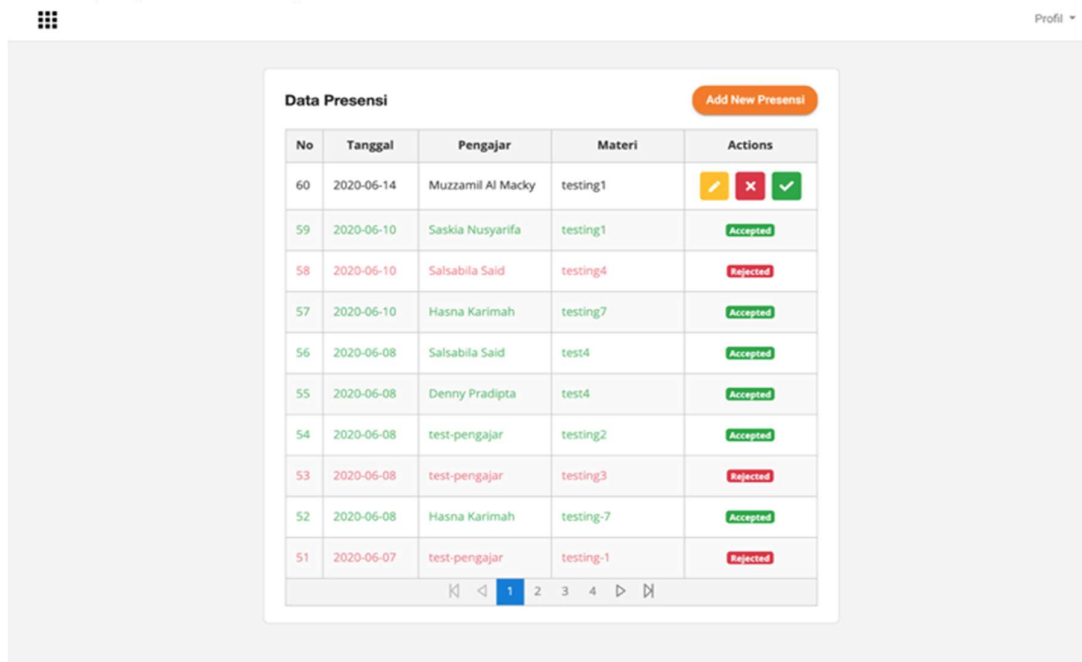 Profil
Data Presensi
Add New Presensi
No Tanggal Pengajar Materi Actions
60 2020-06-14 Muzzamil Al Macky testing1
59 2020-06-10 Saskia Nusyarifa testing1 Accepted
58 2020-06-10 Salsabila Said testing4 Rejected
57 2020-06-10 Hasna Karimah testing7 Accepted
56 2020-06-08 Salsabila Said test4 Accepted
55 2020-06-08 Denny Pradipta test4 Accepted
54 2020-06-08 test-pengajar testing2 Accepted
53 2020-06-08 test-pengajar testing3 Rejected
52 2020-06-08 Hasna Karimah testing-7 Accepted
51 2020-06-07 test-pengajar testing-1 Rejected
1 2 3 4